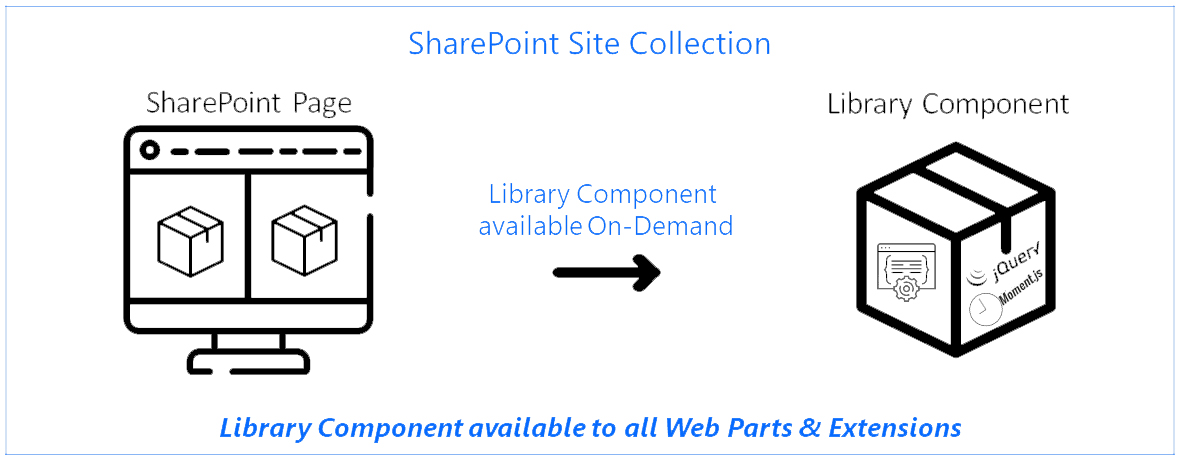 SharePoint Site Collection
SharePoint Page
Library Component
Library Component
available On-Demand
jQuery
Moment.js
Library Component available to all Web Parts & Extensions